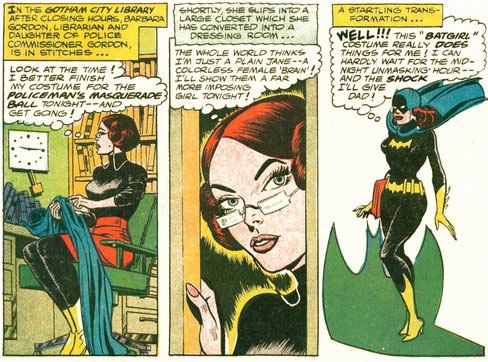 IN THE GOTHAM CITY LIBRARY
AFTER CLOSING HOURS, BARBARA
GORDON, LIBRARIAN AND
DAUGHTER OF POLICE
COMMISSIONER GORDON,
IS IN STITCHES...
LOOK AT THE TIME!
I BETTER FINISH
MY COSTUME FOR THE
POLICEMAN'S MASQUERADE
BALL TONIGHT--AND
GET GOING!
SHORTLY, SHE SLIPS INTO A
LARGE CLOSET WHICH SHE
HAS CONVERTED INTO A
DRESSING ROOM...
THE WHOLE WORLD THINKS
I'M JUST A PLAIN JANE--A
COLORLESS FEMALE 'BRAIN'!
I'LL SHOW THEM A FAR
MORE IMPOSING
GIRL TONIGHT!
A STARTLING TRANS-
FORMATION...
WELL!!! THIS "BATGIRL"
COSTUME REALLY DOES
THINGS FOR ME! I CAN
HARDLY WAIT FOR THE MID-
NIGHT UNMASKING HOUR--
AND THE SHOCK
I'LL GIVE
DAD!